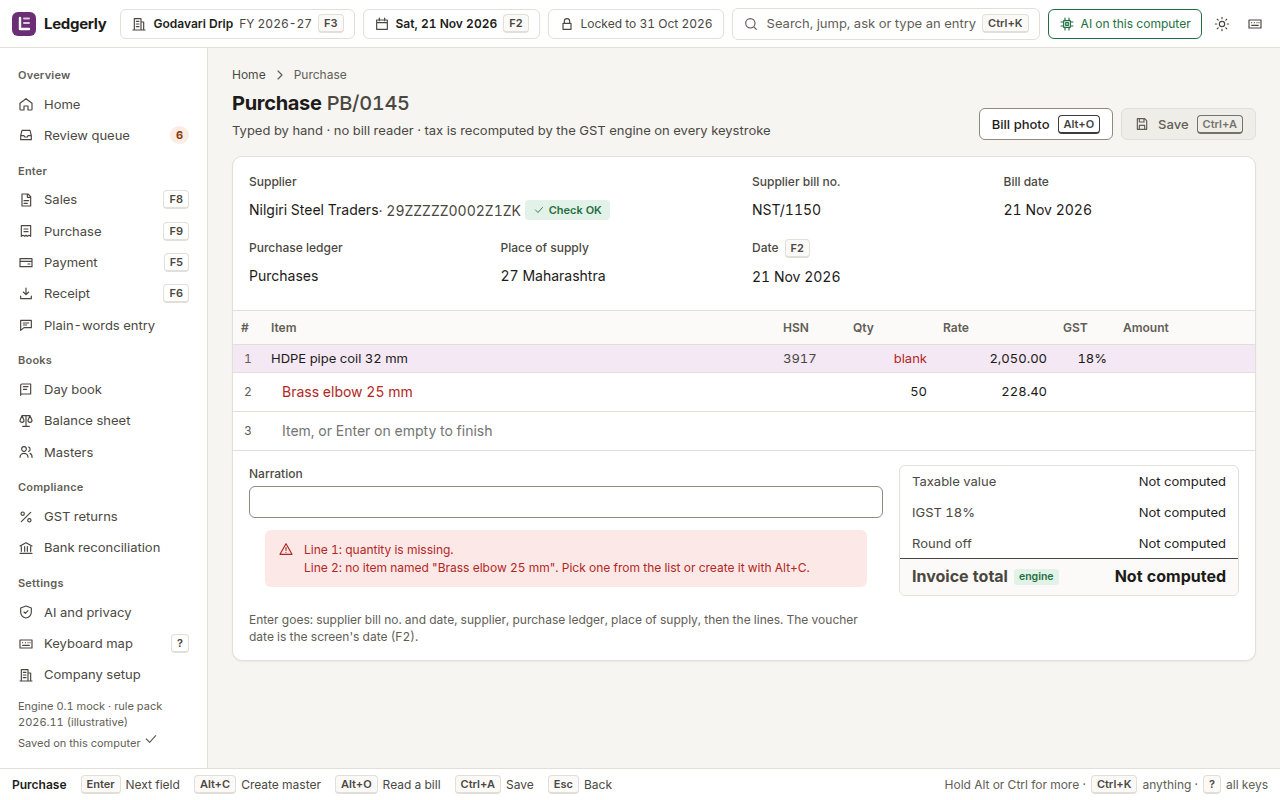 Ledgerly
Godavari Drip FY 2026-27 F3
Sat, 21 Nov 2026 F2
Locked to 31 Oct 2026
Search, jump, ask or type an entry Ctrl+K
AI on this computer
Overview
Home
Review queue 6
Enter
Sales F8
Purchase F9
Payment F5
Receipt F6
Plain-words entry
Books
Day book
Balance sheet
Masters
Compliance
GST returns
Bank reconciliation
Settings
AI and privacy
Keyboard map ?
Company setup
Engine 0.1 mock · rule pack
2026.11 (illustrative)
Saved on this computer
Home Purchase
Purchase PB/0145
Typed by hand · no bill reader · tax is recomputed by the GST engine on every keystroke
Bill photo Alt+O
Save Ctrl+A
Supplier Supplier bill no. Bill date
Nilgiri Steel Traders · 29ZZZZZ0002Z1ZK Check OK NST/1150 21 Nov 2026
Purchase ledger Place of supply Date F2
Purchases 27 Maharashtra 21 Nov 2026
# Item HSN Qty Rate GST Amount
1 HDPE pipe coil 32 mm 3917 blank 2,050.00 18%
2 Brass elbow 25 mm 50 228.40
3 Item, or Enter on empty to finish
Narration
Line 1: quantity is missing.
Line 2: no item named "Brass elbow 25 mm". Pick one from the list or create it with Alt+C.
Enter goes: supplier bill no. and date, supplier, purchase ledger, place of supply, then the lines. The voucher
date is the screen's date (F2).
Taxable value Not computed
IGST 18% Not computed
Round off Not computed
Invoice total engine Not computed
Purchase Enter Next field Alt+C Create master Alt+O Read a bill Ctrl+A Save Esc Back
Hold Alt or Ctrl for more · Ctrl+K anything · ? all keys